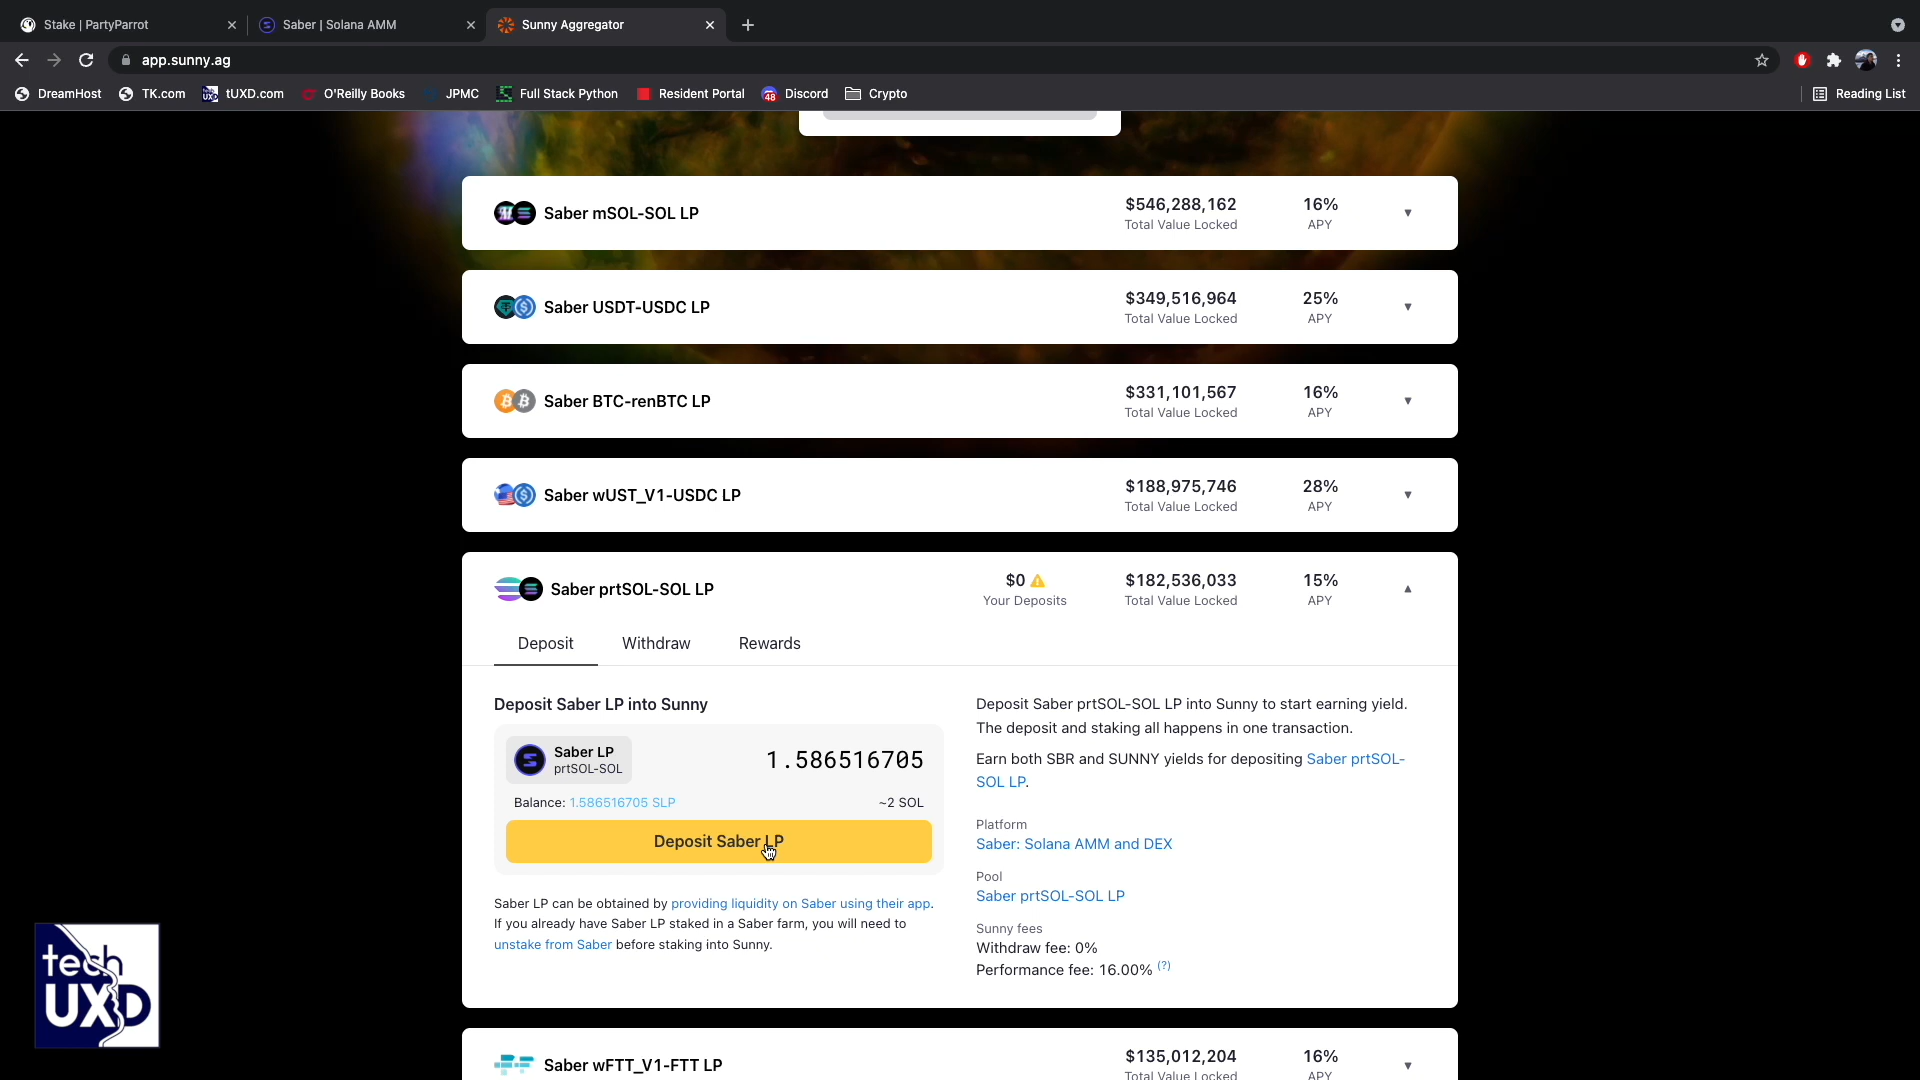 Stake | PartyParrot
Saber | Solana AMM
Sunny Aggregator
app.sunny.ag
DreamHost
TK.com
tUXD.com
O'Reilly Books
JPMC
Full Stack Python
Resident Portal
48
Discord
Crypto
Reading List
Saber mSOL-SOL LP
$546,288,162
16%
Total Value Locked
APY
Saber USDT-USDC LP
$349,516,964
25%
Total Value Locked
APY
Saber BTC-renBTC LP
$331,101,567
16%
Total Value Locked
APY
Saber wUST_V1-USDC LP
$188,975,746
28%
Total Value Locked
APY
Saber prtSOL-SOL LP
$0
$182,536,033
15%
Your Deposits
Total Value Locked
APY
Deposit
Withdraw
Rewards
Deposit Saber LP into Sunny
Saber LP
prtSOL-SOL
1.586516705
Balance: 1.586516705 SLP
~2 SOL
Deposit Saber LP
Saber LP can be obtained by providing liquidity on Saber using their app.
If you already have Saber LP staked in a Saber farm, you will need to
unstake from Saber before staking into Sunny.
Deposit Saber prtSOL-SOL LP into Sunny to start earning yield.
The deposit and staking all happens in one transaction.
Earn both SBR and SUNNY yields for depositing Saber prtSOL-
SOL LP.
Platform
Saber: Solana AMM and DEX
Pool
Saber prtSOL-SOL LP
Sunny fees
Withdraw fee: 0%
Performance fee: 16.00% (?)
Saber wFTT_V1-FTT LP
$135,012,204
16%
Total Value Locked
APY
tech
UXD